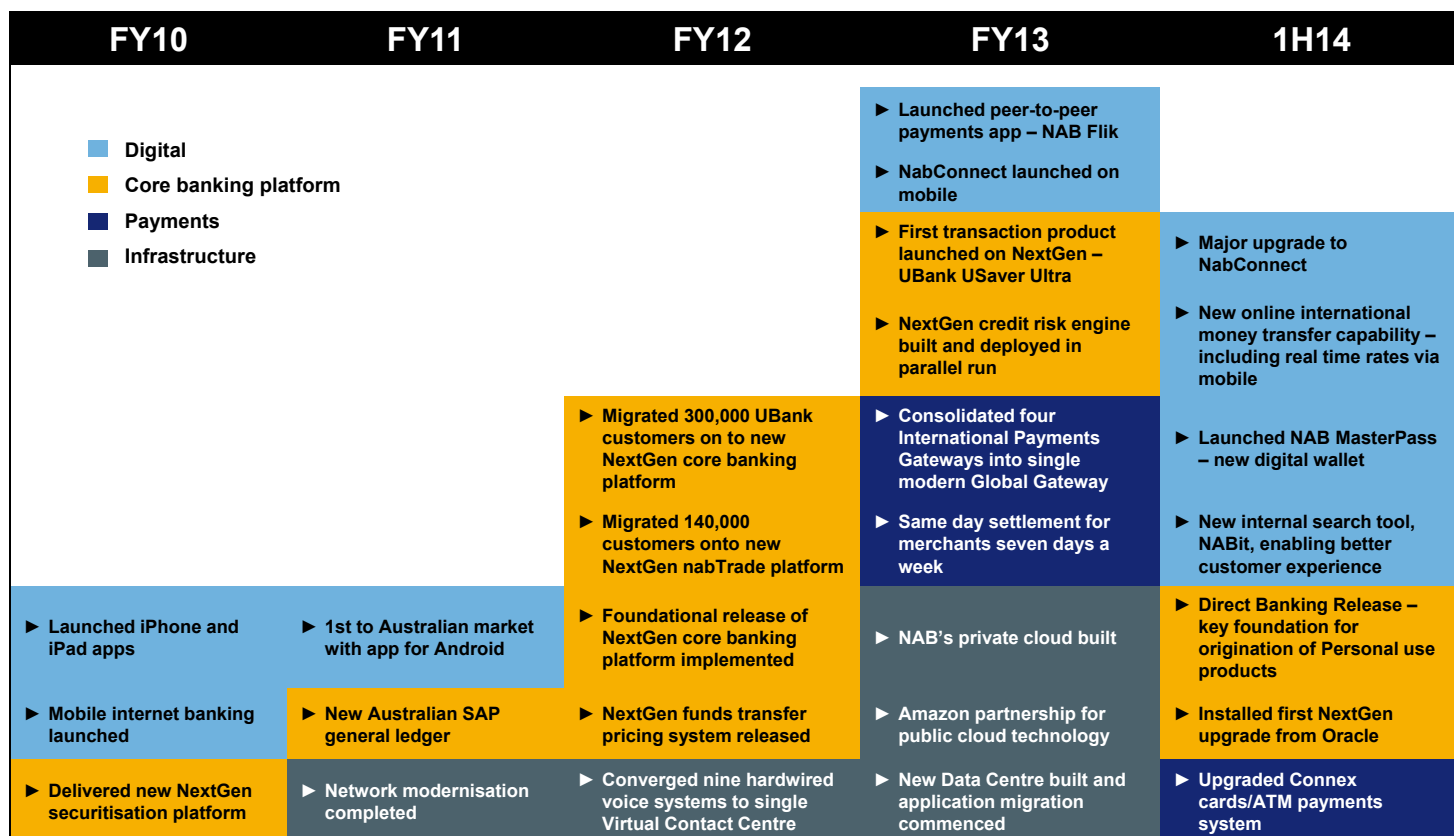 FY10
FY11
FY12
FY13
1H14
Digital
Core banking platform
Payments
Infrastructure
► Launched iPhone and
iPad apps
► Mobile internet banking
launched
► Delivered new NextGen
securitisation platform
► 1st to Australian market
with app for Android
► New Australian SAP
general ledger
► Network modernisation
completed
► Migrated 300,000 UBank
customers on to new
NextGen core banking
platform
► Migrated 140,000
customers onto new
NextGen nabTrade platform
► Foundational release of
NextGen core banking
platform implemented
► NextGen funds transfer
pricing system released
► Converged nine hardwired
voice systems to single
Virtual Contact Centre
► Launched peer-to-peer
payments app – NAB Flik
► NabConnect launched on
mobile
► First transaction product
launched on NextGen –
UBank USaver Ultra
► NextGen credit risk engine
built and deployed in
parallel run
► Consolidated four
International Payments
Gateways into single
modern Global Gateway
► Same day settlement for
merchants seven days a
week
► NAB's private cloud built
► Amazon partnership for
public cloud technology
► New Data Centre built and
application migration
commenced
► Major upgrade to
NabConnect
► New online international
money transfer capability –
including real time rates via
mobile
► Launched NAB MasterPass
– new digital wallet
► New internal search tool,
NABit, enabling better
customer experience
► Direct Banking Release –
key foundation for
origination of Personal use
products
► Installed first NextGen
upgrade from Oracle
► Upgraded Connex
cards/ATM payments
system